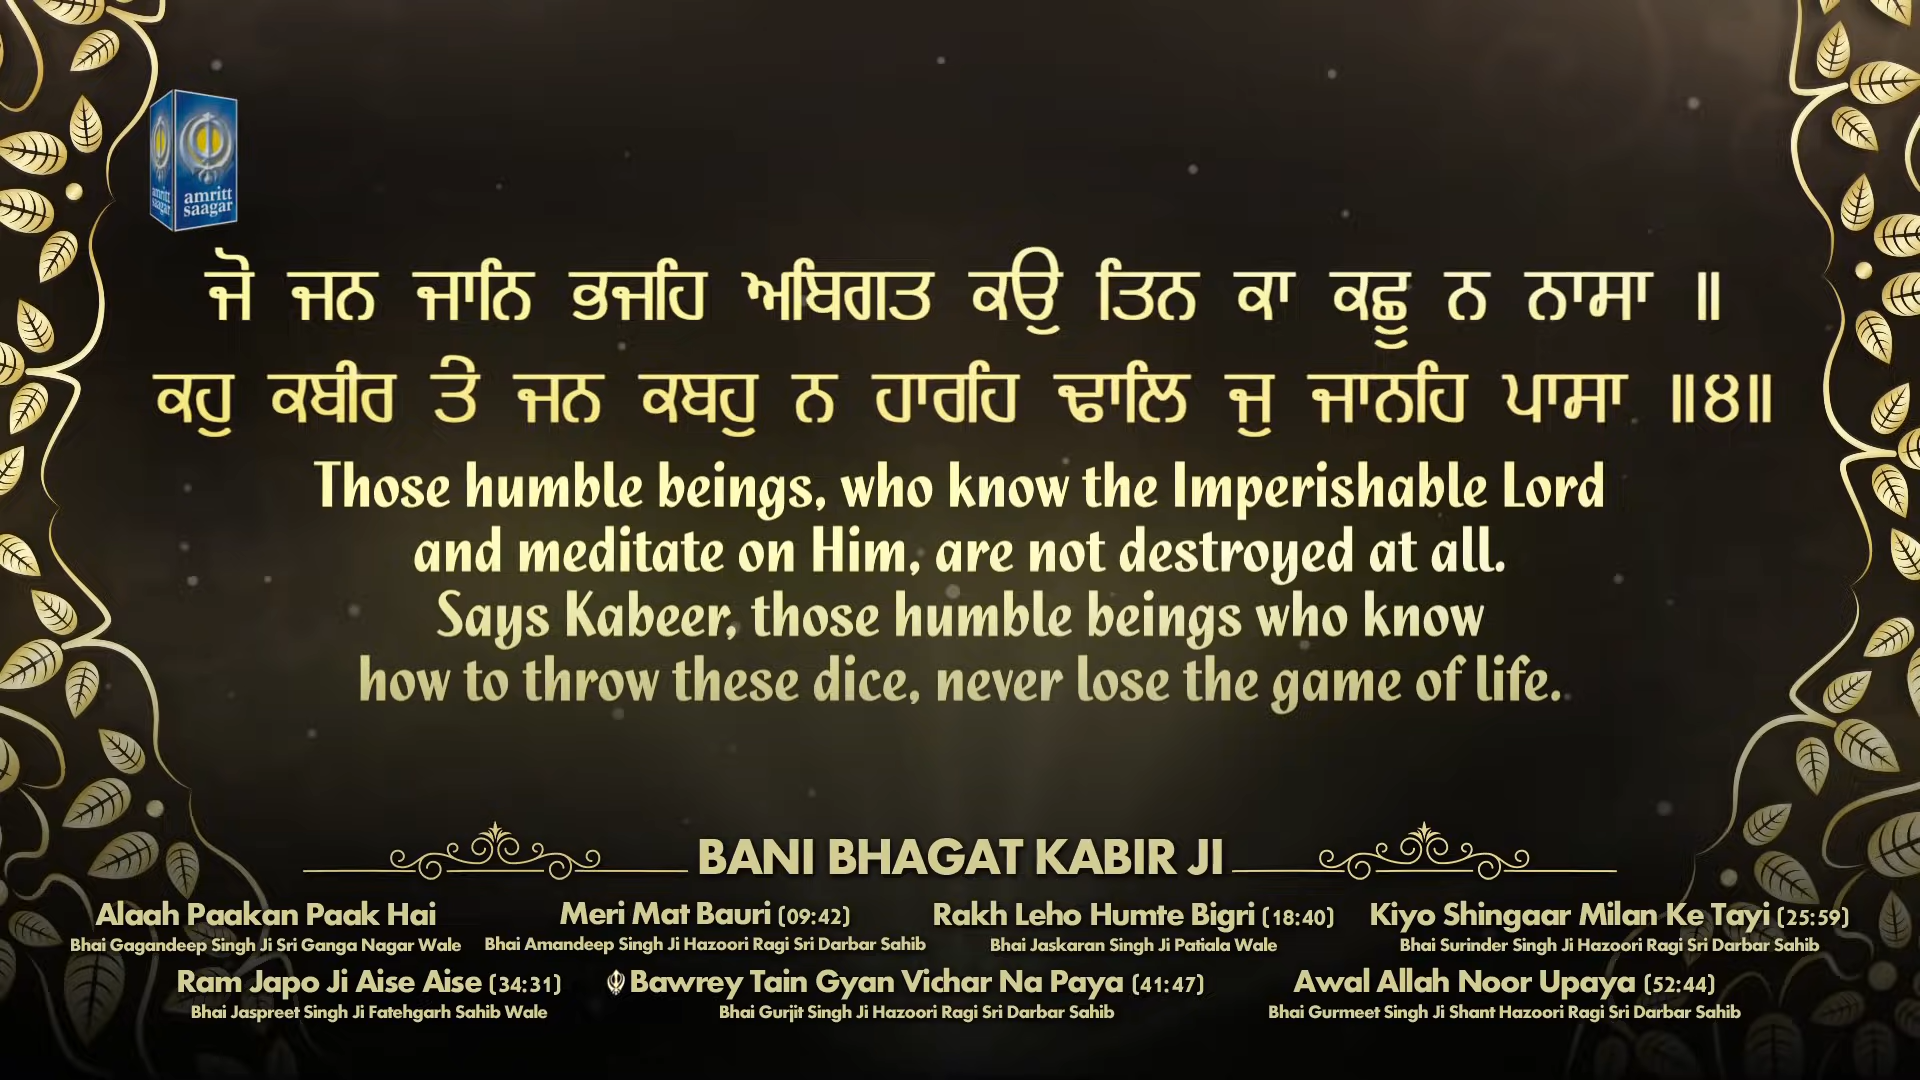 amritt
saagar
amritt
saagar
ਜੋ ਜਨ ਜਾਨਿ ਭਜਹਿ ਅਬਿਗਤ ਕਉ ਤਿਨ ਕਾ ਕਛੂ ਨ ਨਾਸਾ ॥
ਕਹੁ ਕਬੀਰ ਤੇ ਜਨ ਕਬਹੁ ਨ ਹਾਰਹਿ ਢਾਲਿ ਜੁ ਜਾਨਹਿ ਪਾਸਾ ॥੪॥
Those humble beings, who know the Imperishable Lord
and meditate on Him, are not destroyed at all.
Says Kabeer, those humble beings who know
how to throw these dice, never lose the game of life.
BANI BHAGAT KABIR JI
Alaah Paakan Paak Hai
Bhai Gagandeep Singh Ji Sri Ganga Nagar Wale
Meri Mat Bauri (09:42)
Bhai Amandeep Singh Ji Hazoori Ragi Sri Darbar Sahib
Rakh Leho Humte Bigri (18:40)
Bhai Jaskaran Singh Ji Patiala Wale
Kiyo Shingaar Milan Ke Tayi (25:59)
Bhai Surinder Singh Ji Hazoori Ragi Sri Darbar Sahib
Ram Japo Ji Aise Aise (34:31)
Bhai Jaspreet Singh Ji Fatehgarh Sahib Wale
Bawrey Tain Gyan Vichar Na Paya (41:47)
Bhai Gurjit Singh Ji Hazoori Ragi Sri Darbar Sahib
Awal Allah Noor Upaya (52:44)
Bhai Gurmeet Singh Ji Shant Hazoori Ragi Sri Darbar Sahib